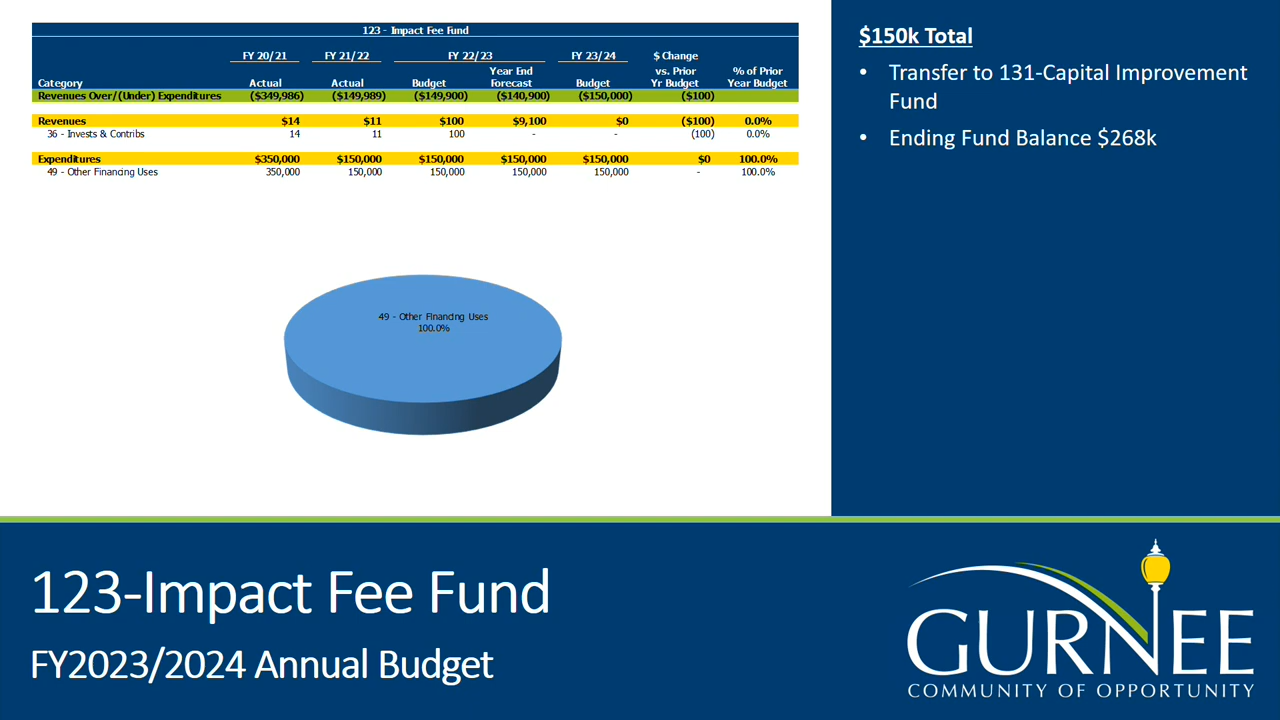 123 - Impact Fee Fund
FY 20/21 FY 21/22 FY 22/23 FY 23/24 $ Change
Year End vs. Prior % of Prior
Category Actual Actual Budget Forecast Budget Yr Budget Year Budget
Revenues Over/(Under) Expenditures ($349,986) ($149,989) ($149,900) ($140,900) ($150,000) ($100)
Revenues $14 $11 $100 $9,100 $0 ($100) 0.0%
36 - Invests & Contribs 14 11 100 - - (100) 0.0%
Expenditures $350,000 $150,000 $150,000 $150,000 $150,000 $0 100.0%
49 - Other Financing Uses 350,000 150,000 150,000 150,000 150,000 - 100.0%
49 - Other Financing Uses
100.0%
$150k Total
• Transfer to 131-Capital Improvement
Fund
• Ending Fund Balance $268k
123-Impact Fee Fund
FY2023/2024 Annual Budget
GURNEE
COMMUNITY OF OPPORTUNITY